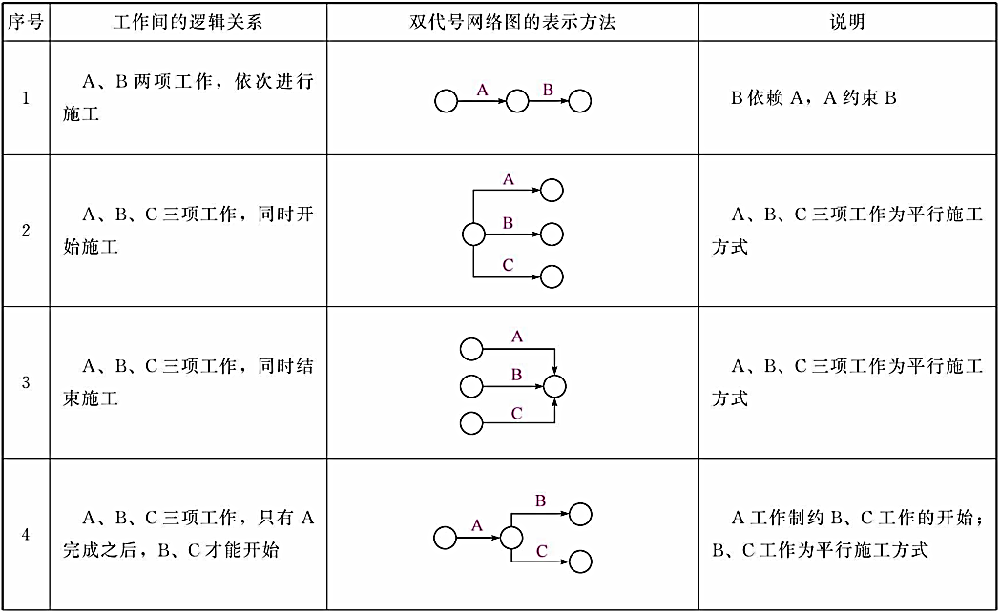 序号 工作间的逻辑关系 双代号网络图的表示方法 说明
1
A、B 两项工作，依次进行
施工
A B
B 依赖 A，A 约束 B
2
A、B、C 三项工作，同时开
始施工
A
B
C
A、B、C 三项工作为平行施工
方式
3
A、B、C 三项工作，同时结
束施工
A
B
C
A、B、C 三项工作为平行施工
方式
4
A、B、C 三项工作，只有 A
完成之后，B、C 才能开始
A
B
C
A 工作制约 B、C 工作的开始；
B、C 工作为平行施工方式